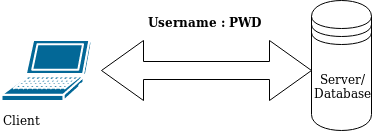 Username : PWD
Server/
Database
Client